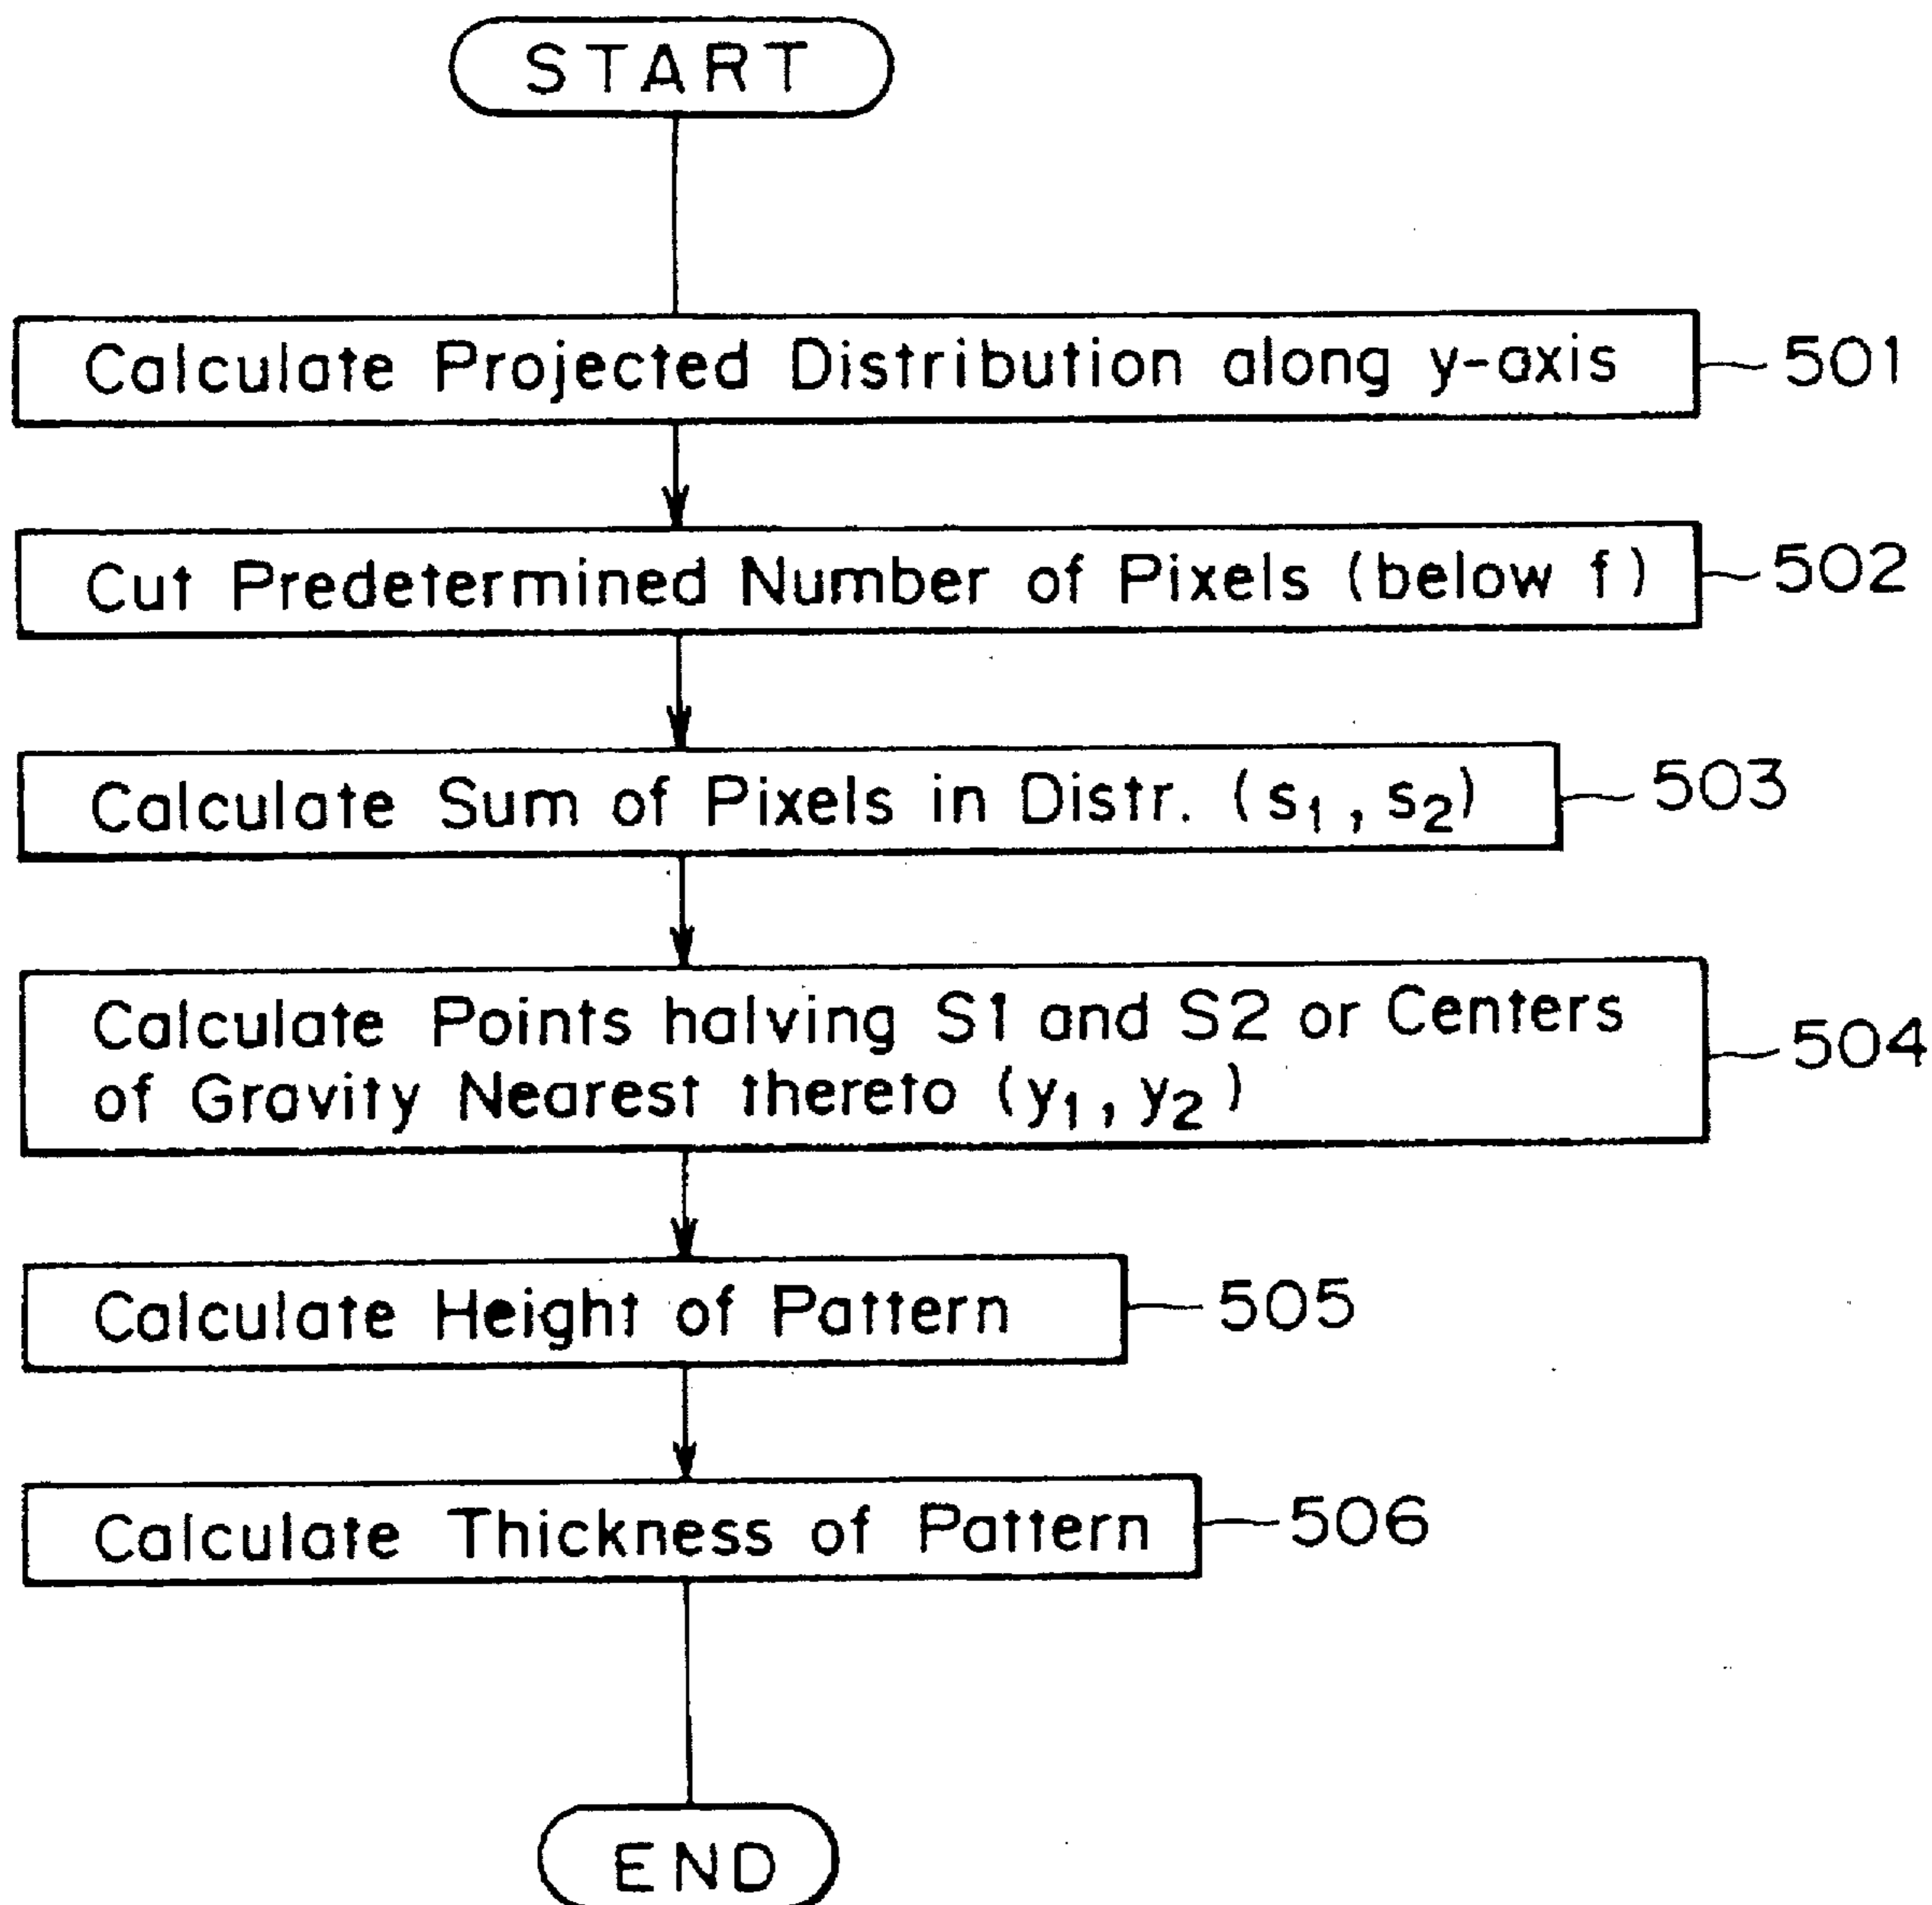 START
Calculate Projected Distribution along y-axis
501
Cut Predetermined Number of Pixels (below f)
502
Calculate Sum of Pixels in Distr. (s₁, s₂)
503
Calculate Points halving S1 and S2 or Centers
of Gravity Nearest thereto (y₁, y₂)
504
Calculate Height of Pattern
505
Calculate Thickness of Pattern
506
END